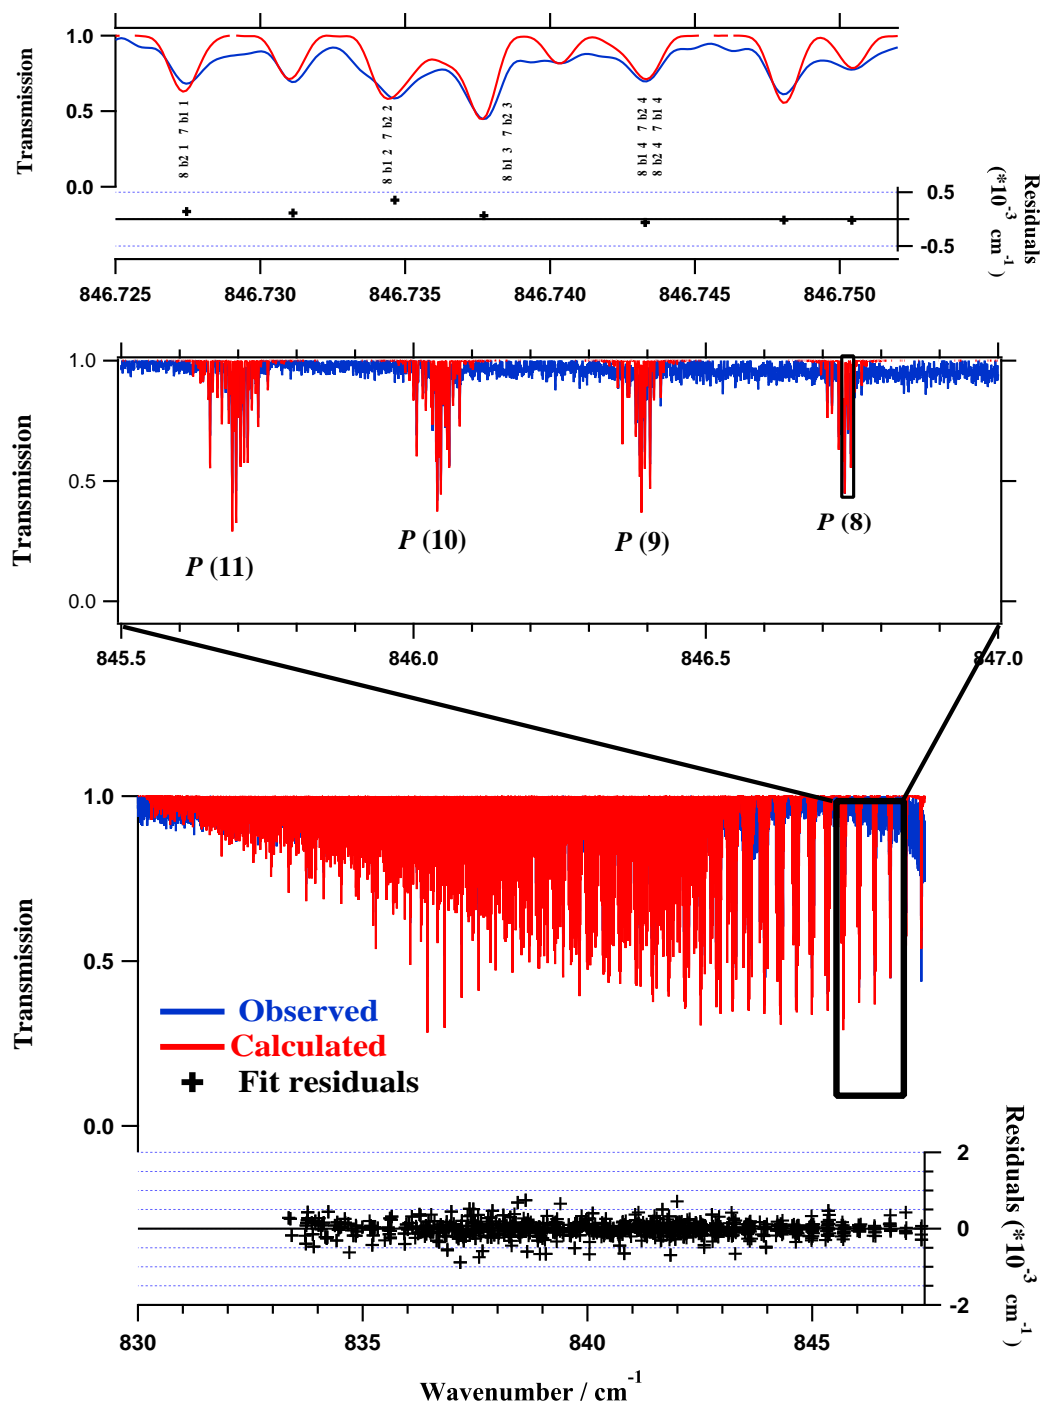 Transmission
1.0
0.5
0.0
8 b2 1 7 b1 1
8 b1 2 7 b2 2
8 b1 3 7 b2 3
8 b1 4 7 b2 4
8 b2 4 7 b1 4
0.5
-0.5
Residuals
(*10-3 cm-1)
846.725 846.730 846.735 846.740 846.745 846.750
Transmission
1.0
0.5
0.0
P (11)
P (10)
P (9)
P (8)
845.5 846.0 846.5 847.0
Transmission
1.0
0.5
0.0
Observed
Calculated
Fit residuals
2
0
-2
Residuals (*10-3 cm-1)
830 835 840 845
Wavenumber / cm-1